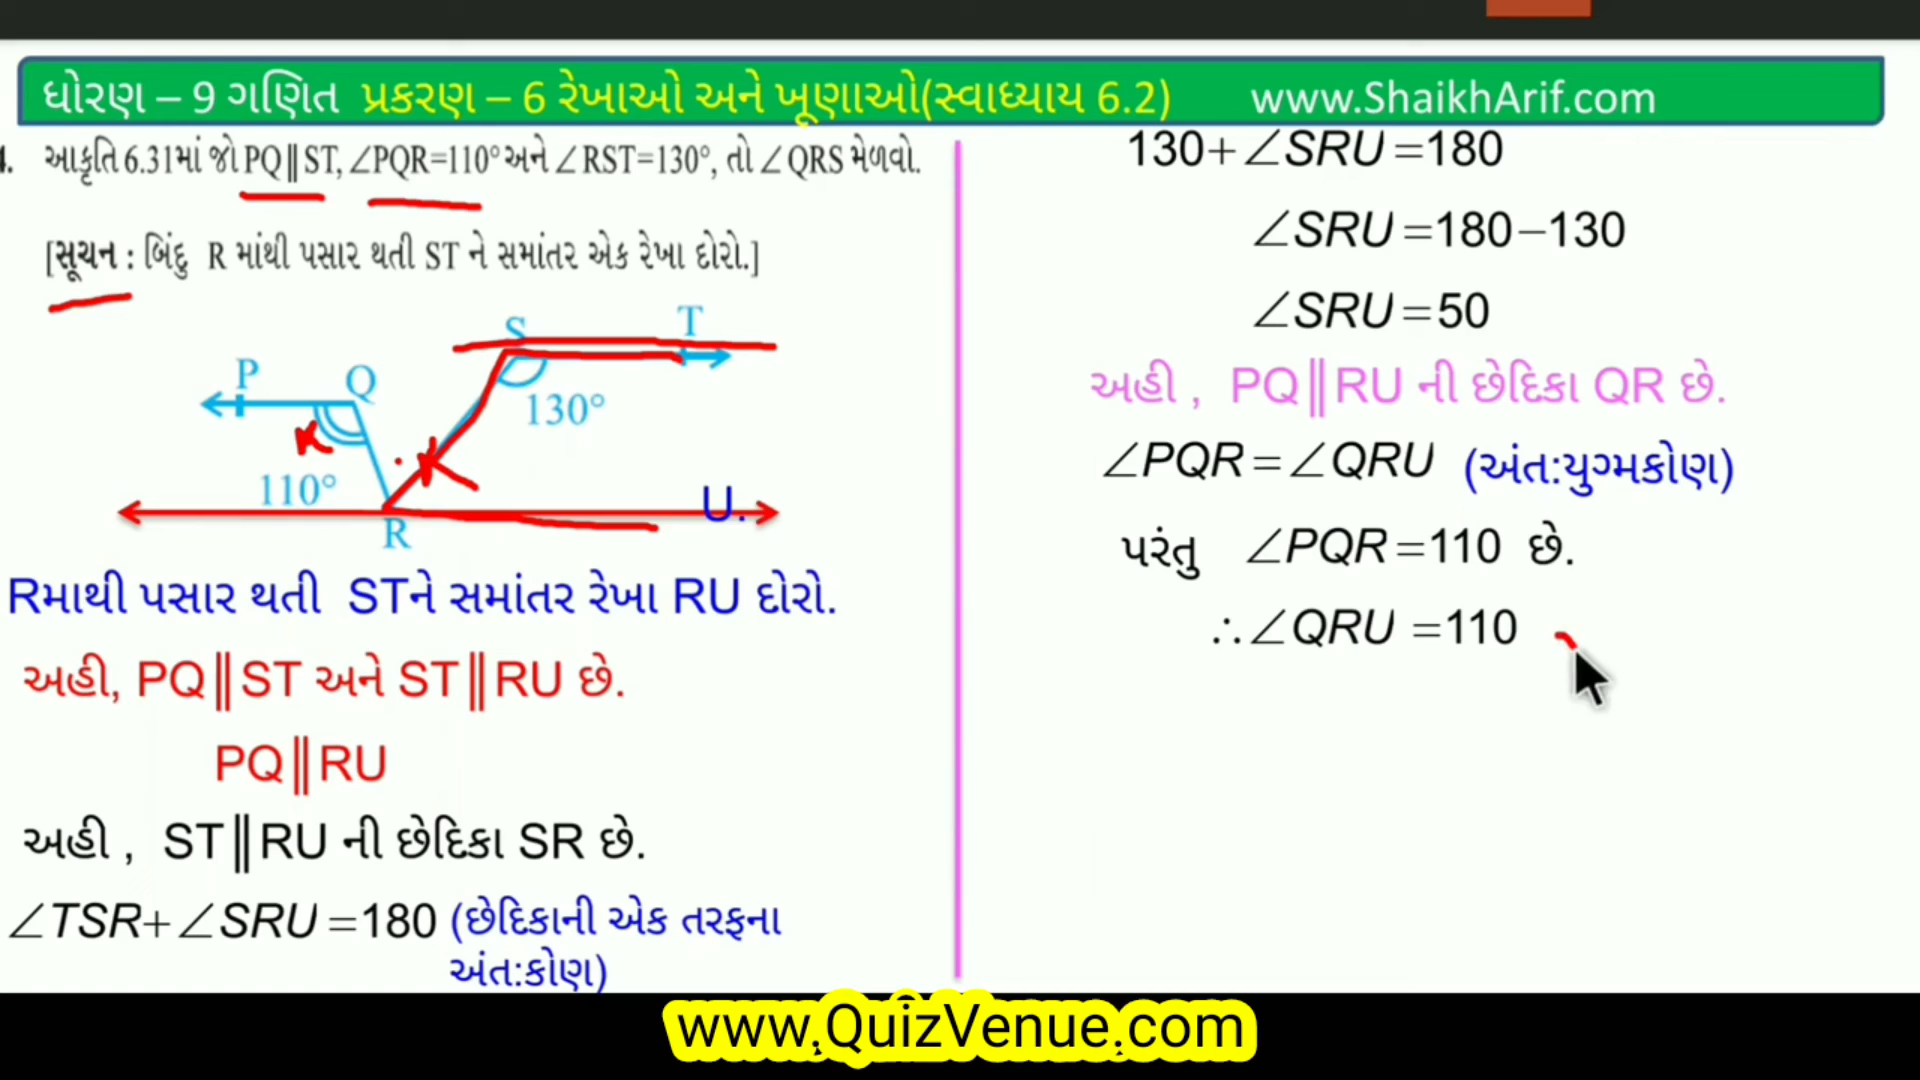 ધોરણ – 9 ગણિત પ્રકરણ – 6 રેખાઓ અને ખૂણાઓ(સ્વાધ્યાય 6.2) www.ShaikhArif.com
4. આકૃતિ 6.31માં જો PQ || ST, ∠PQR=110° અને ∠RST=130°, તો ∠QRS મેળવો.
[સૂચન : બિંદુ R માંથી પસાર થતી ST ને સમાંતર એક રેખા દોરો.]
S T
P Q
130°
110°
U.
R
Rમાથી પસાર થતી STને સમાંતર રેખા RU દોરો.
અહી, PQ||ST અને ST||RU છે.
PQ||RU
અહી , ST||RU ની છેદિકા SR છે.
∠TSR+∠SRU=180 (છેદિકાની એક તરફના
અંત:કોણ)
130+∠SRU=180
∠SRU=180−130
∠SRU=50
અહી , PQ||RU ની છેદિકા QR છે.
∠PQR=∠QRU (અંત:યુગ્મકોણ)
પરંતુ ∠PQR=110 છે.
∴∠QRU =110
www.QuizVenue.com